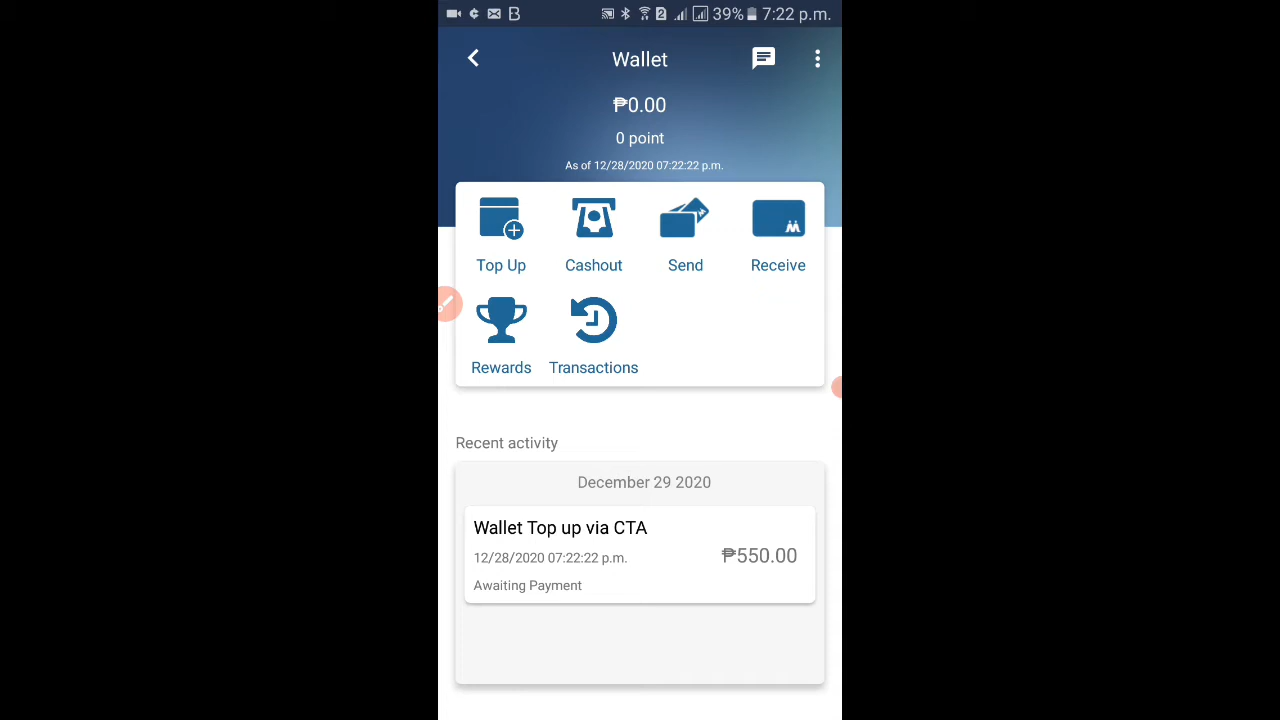 39% 7:22 p.m.
Wallet
₱0.00
0 point
As of 12/28/2020 07:22:22 p.m.
Top Up Cashout Send Receive
Rewards Transactions
Recent activity
December 29 2020
Wallet Top up via CTA
12/28/2020 07:22:22 p.m.
₱550.00
Awaiting Payment